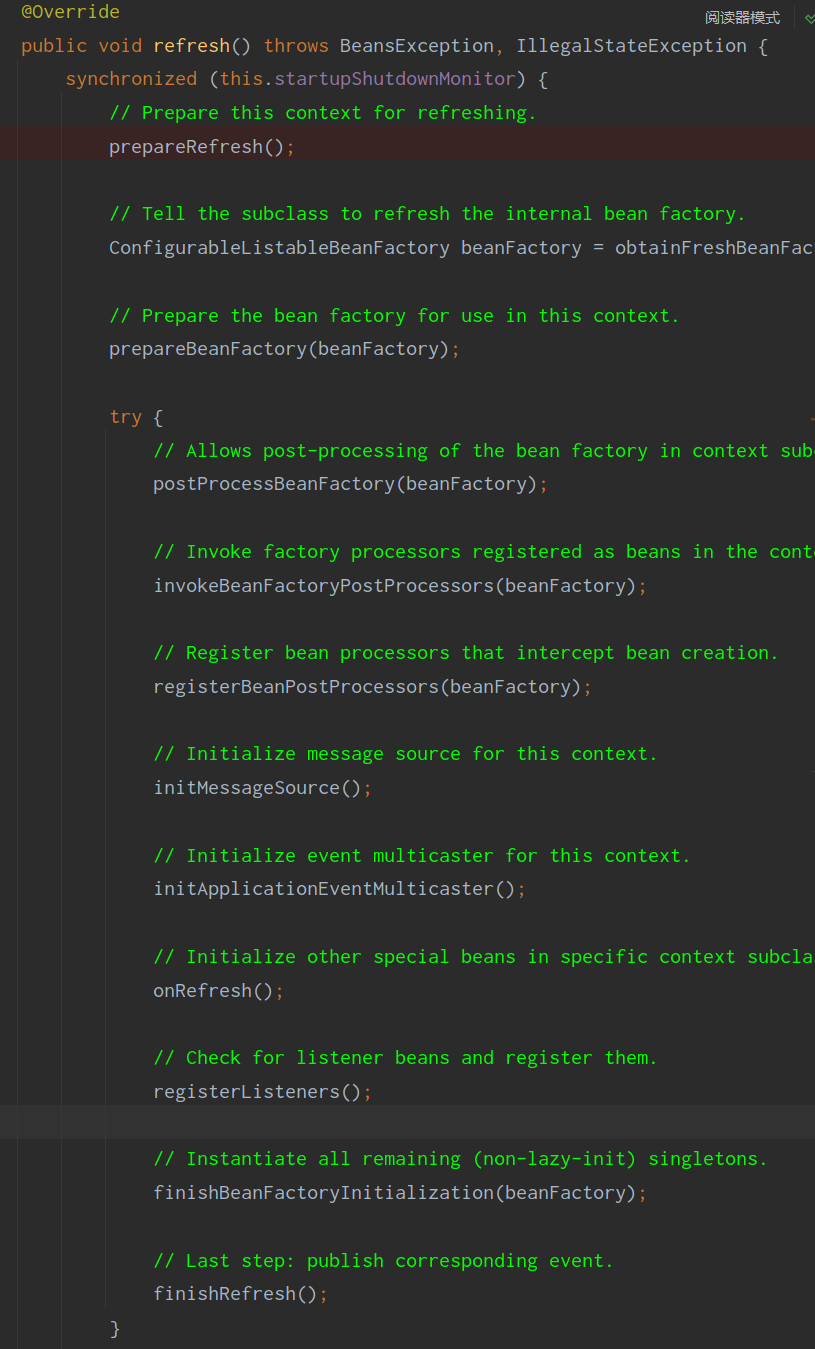 @Override
阅读器模式
public void refresh() throws BeansException, IllegalStateException {
synchronized (this.startupShutdownMonitor) {
// Prepare this context for refreshing.
prepareRefresh();
// Tell the subclass to refresh the internal bean factory.
ConfigurableListableBeanFactory beanFactory = obtainFreshBeanFac
// Prepare the bean factory for use in this context.
prepareBeanFactory(beanFactory);
try {
// Allows post-processing of the bean factory in context sub
postProcessBeanFactory(beanFactory);
// Invoke factory processors registered as beans in the cont
invokeBeanFactoryPostProcessors(beanFactory);
// Register bean processors that intercept bean creation.
registerBeanPostProcessors(beanFactory);
// Initialize message source for this context.
initMessageSource();
// Initialize event multicaster for this context.
initApplicationEventMulticaster();
// Initialize other special beans in specific context subcla
onRefresh();
// Check for listener beans and register them.
registerListeners();
// Instantiate all remaining (non-lazy-init) singletons.
finishBeanFactoryInitialization(beanFactory);
// Last step: publish corresponding event.
finishRefresh();
}